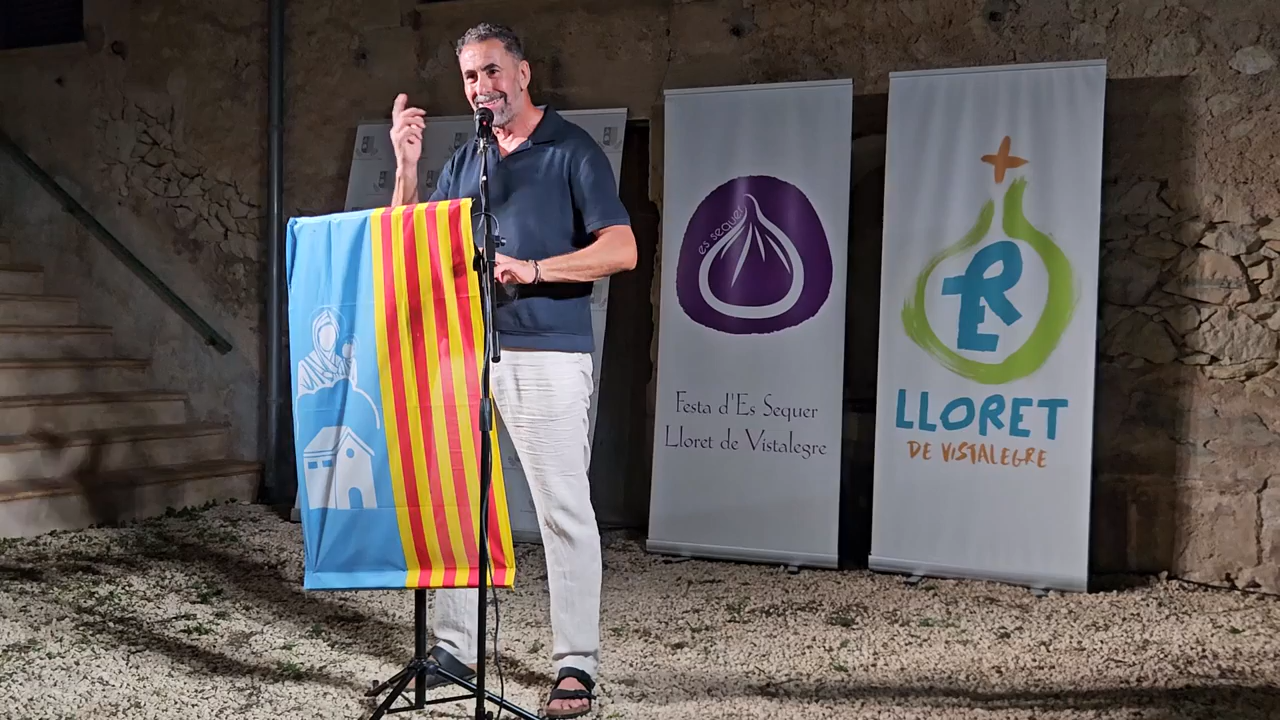 es sequer
Festa d'Es Sequer
Lloret de Vistalegre
LLORET
DE VISTALEGRE